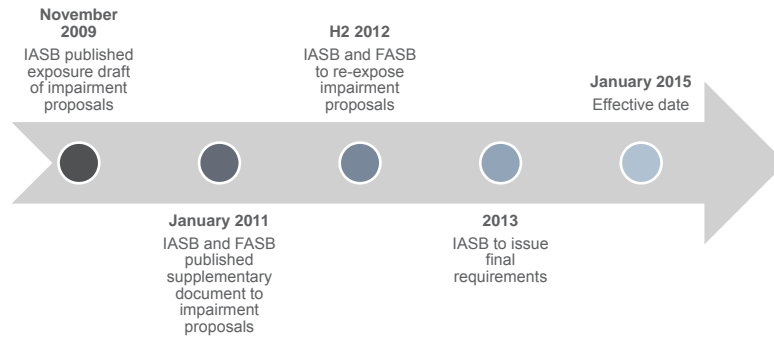 November
2009
IASB published
exposure draft
of impairment
proposals
January 2011
IASB and FASB
published
supplementary
document to
impairment
proposals
H2 2012
IASB and FASB
to re-expose
impairment
proposals
2013
IASB to issue
final
requirements
January 2015
Effective date